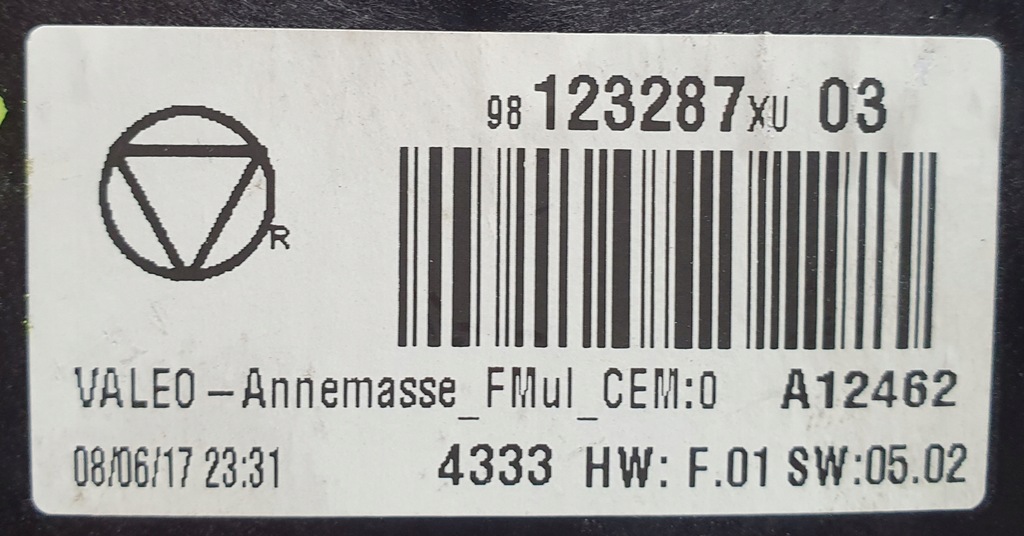 98 123287XU 03
R
VALEO-Annemasse_FMul_CEM:0 A12462
08/06/17 23:31 4333 HW: F.01 SW:05.02